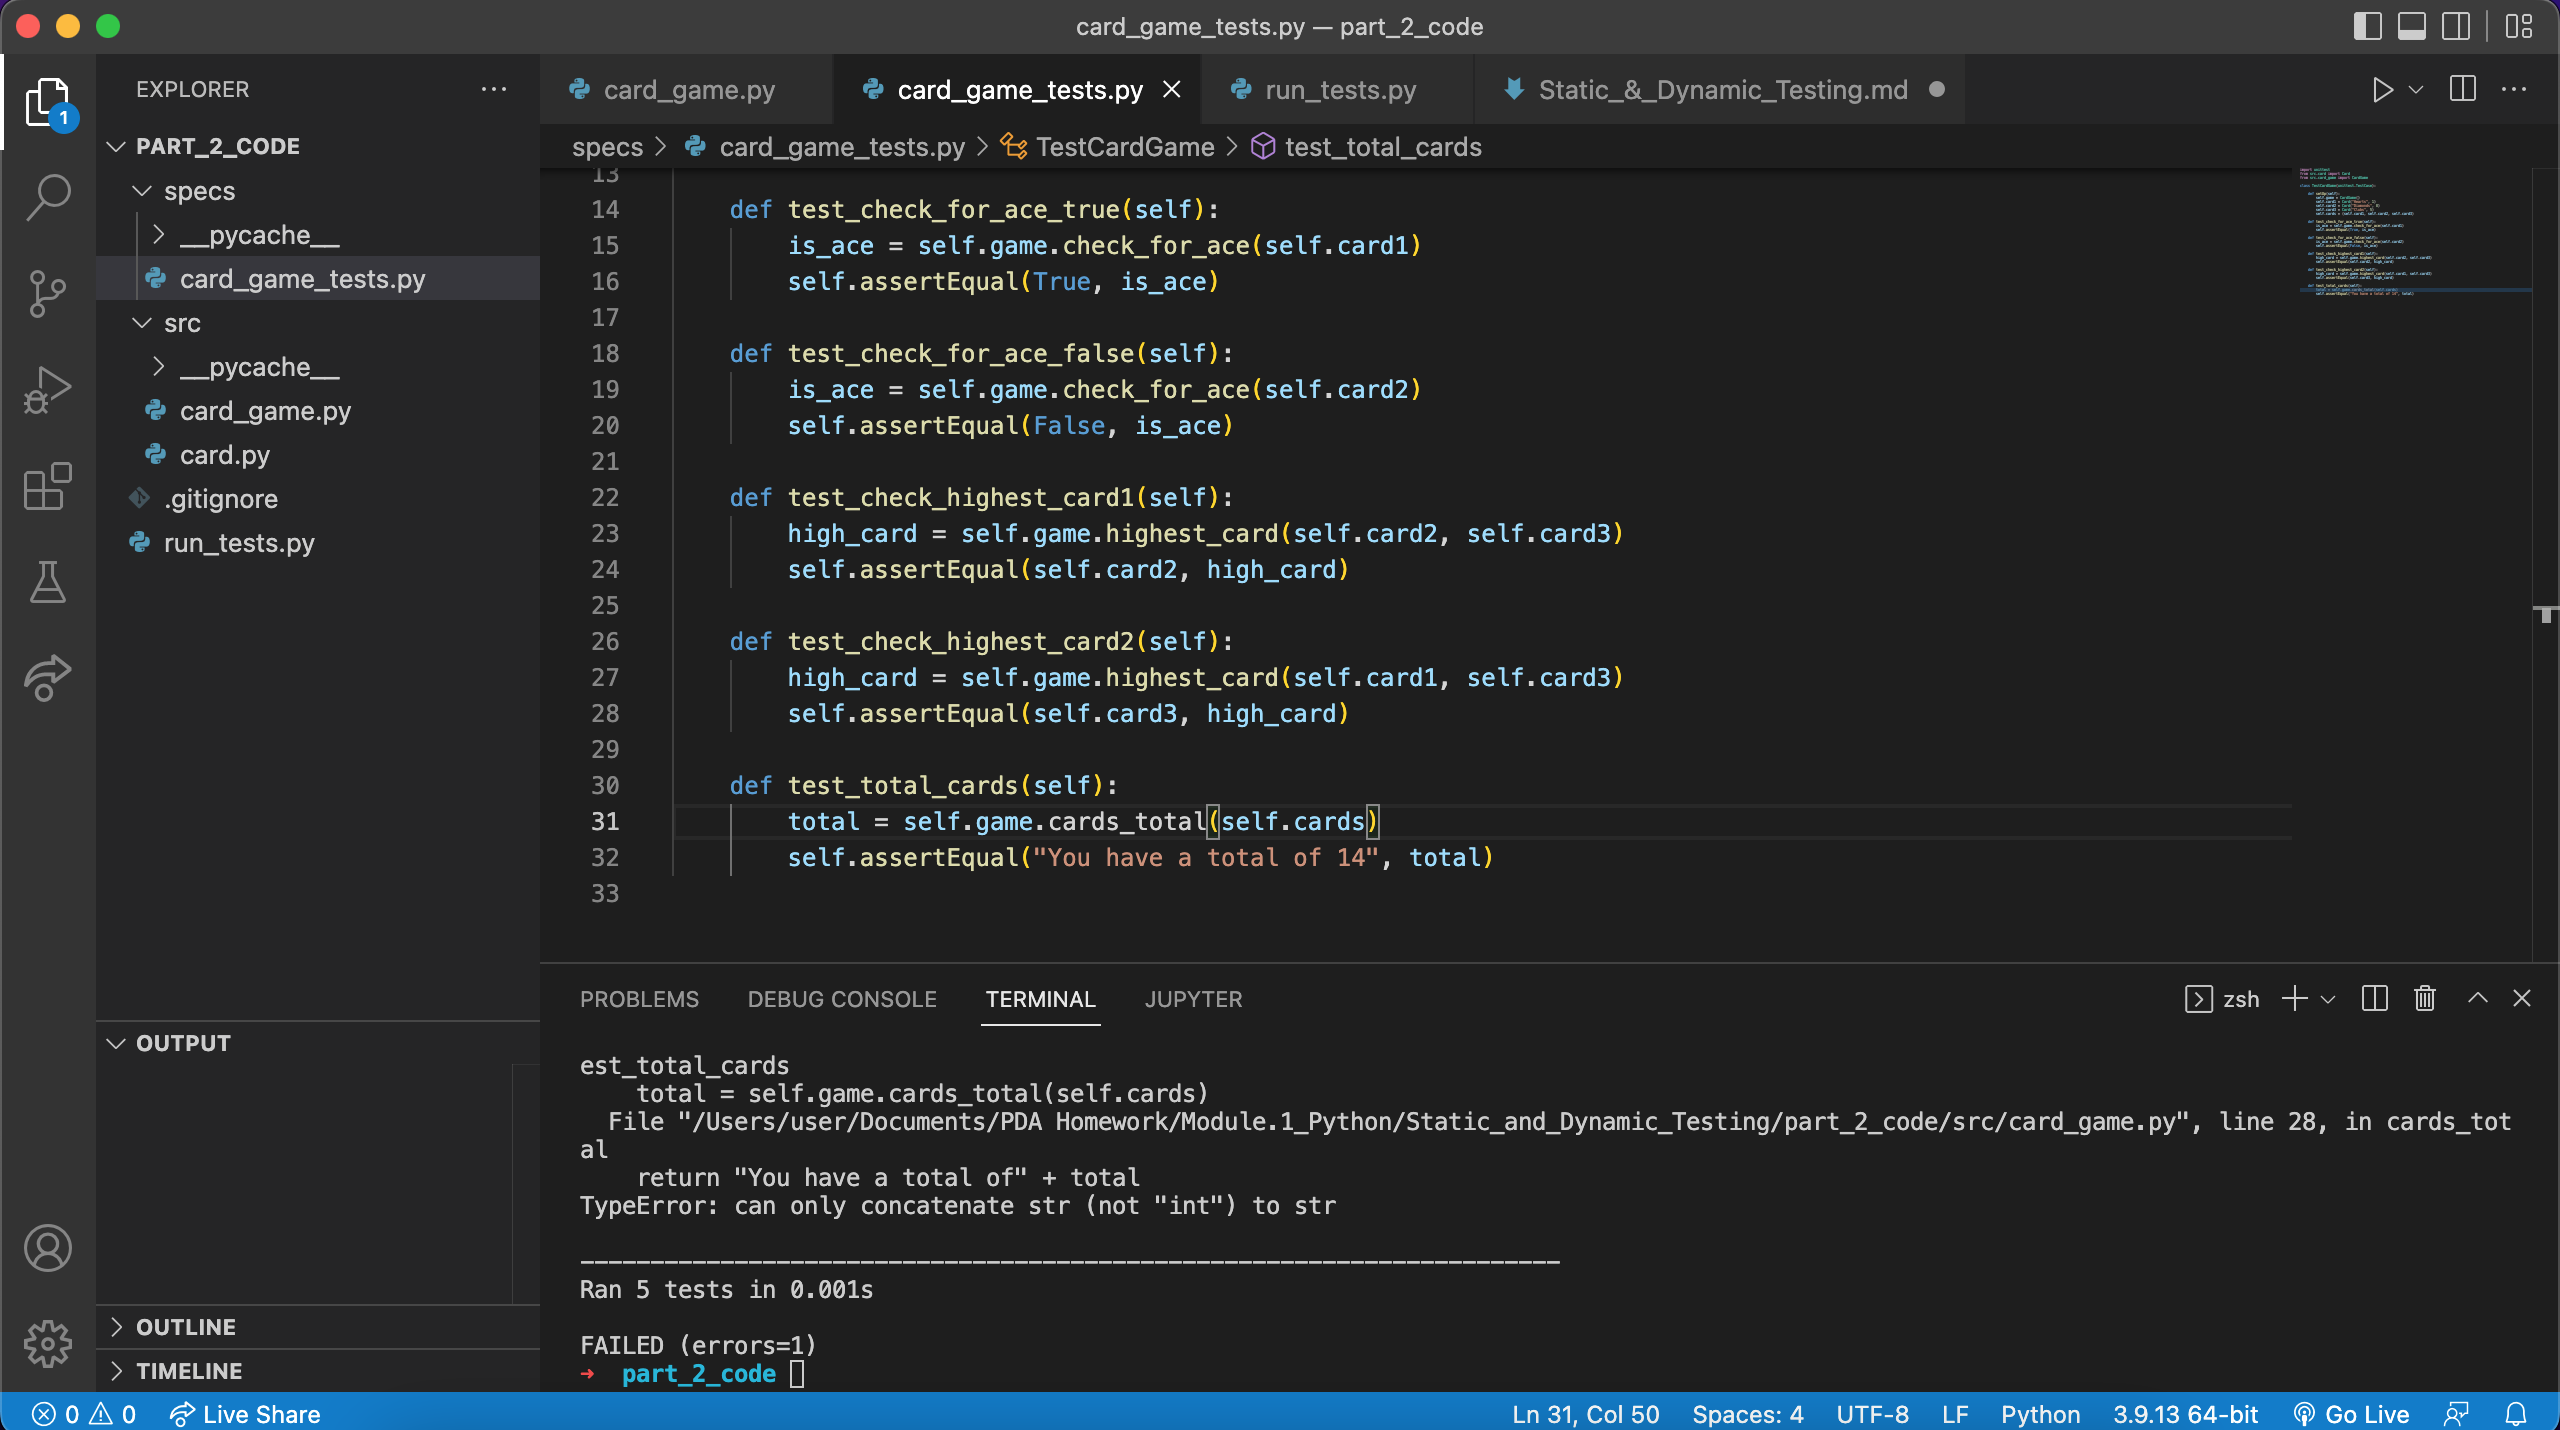 card_game_tests.py — part_2_code
EXPLORER
card_game.py
card_game_tests.py
run_tests.py
Static_&_Dynamic_Testing.md
1
PART_2_CODE
specs
__pycache__
card_game_tests.py
src
__pycache__
card_game.py
card.py
.gitignore
run_tests.py
OUTPUT
OUTLINE
TIMELINE
specs > card_game_tests.py > TestCardGame > test_total_cards
13
14 def test_check_for_ace_true(self):
15 is_ace = self.game.check_for_ace(self.card1)
16 self.assertEqual(True, is_ace)
17
18 def test_check_for_ace_false(self):
19 is_ace = self.game.check_for_ace(self.card2)
20 self.assertEqual(False, is_ace)
21
22 def test_check_highest_card1(self):
23 high_card = self.game.highest_card(self.card2, self.card3)
24 self.assertEqual(self.card2, high_card)
25
26 def test_check_highest_card2(self):
27 high_card = self.game.highest_card(self.card1, self.card3)
28 self.assertEqual(self.card3, high_card)
29
30 def test_total_cards(self):
31 total = self.game.cards_total(self.cards)
32 self.assertEqual("You have a total of 14", total)
33
PROBLEMS DEBUG CONSOLE TERMINAL JUPYTER
zsh
est_total_cards
total = self.game.cards_total(self.cards)
File "/Users/user/Documents/PDA Homework/Module.1_Python/Static_and_Dynamic_Testing/part_2_code/src/card_game.py", line 28, in cards_tot
al
return "You have a total of" + total
TypeError: can only concatenate str (not "int") to str
----------------------------------------------------------------------
Ran 5 tests in 0.001s
FAILED (errors=1)
➜ part_2_code
0 0 Live Share
Ln 31, Col 50 Spaces: 4 UTF-8 LF Python 3.9.13 64-bit Go Live